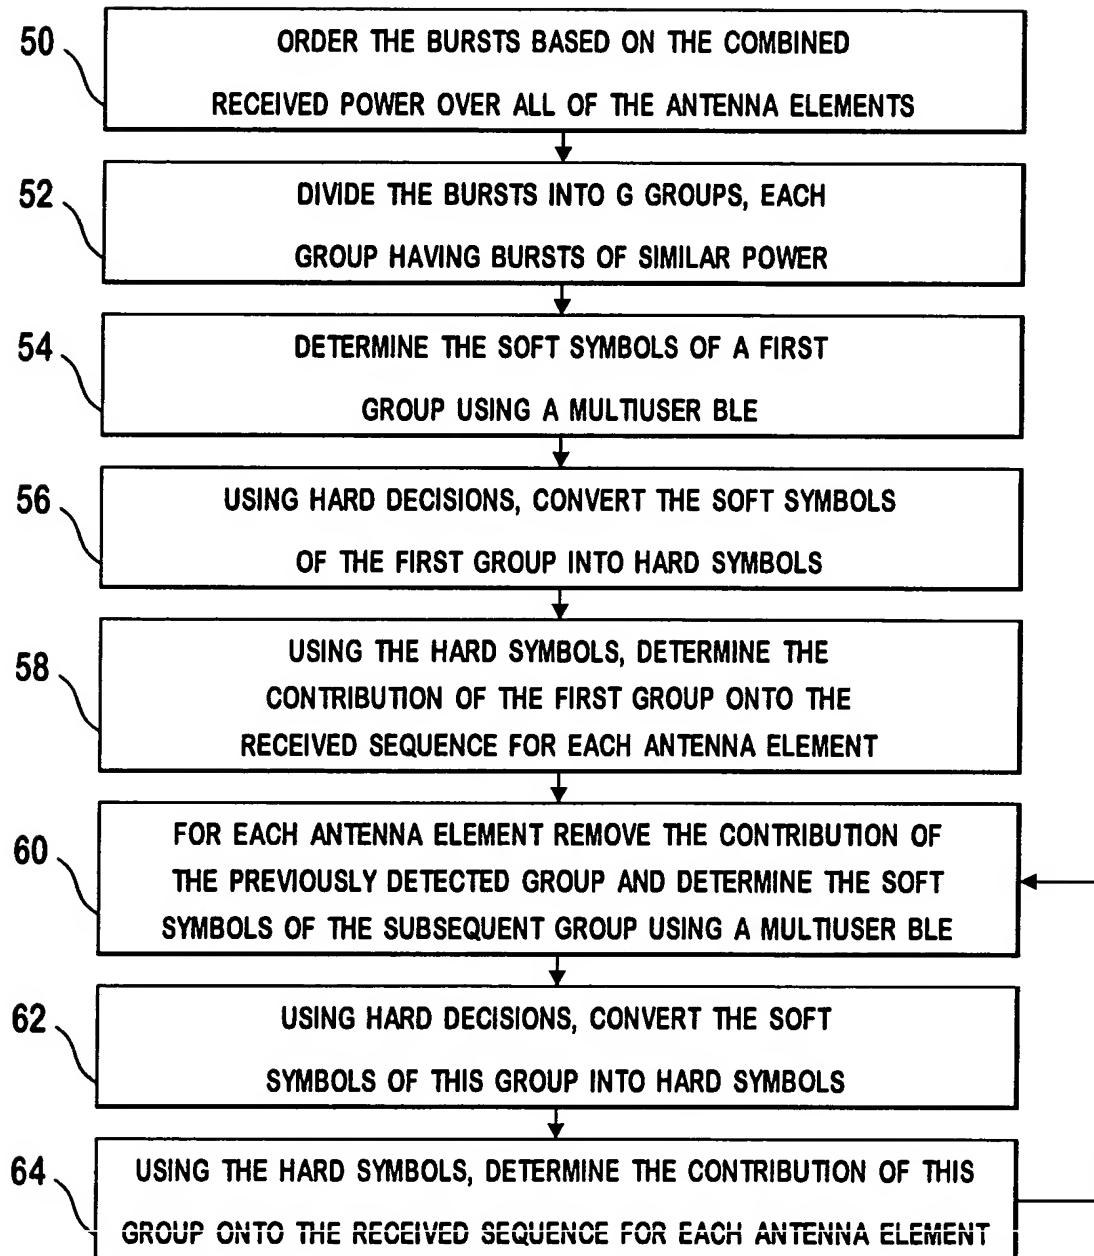 50
ORDER THE BURSTS BASED ON THE COMBINED
RECEIVED POWER OVER ALL OF THE ANTENNA ELEMENTS
52
DIVIDE THE BURSTS INTO G GROUPS, EACH
GROUP HAVING BURSTS OF SIMILAR POWER
54
DETERMINE THE SOFT SYMBOLS OF A FIRST
GROUP USING A MULTIUSER BLE
56
USING HARD DECISIONS, CONVERT THE SOFT SYMBOLS
OF THE FIRST GROUP INTO HARD SYMBOLS
58
USING THE HARD SYMBOLS, DETERMINE THE
CONTRIBUTION OF THE FIRST GROUP ONTO THE
RECEIVED SEQUENCE FOR EACH ANTENNA ELEMENT
60
FOR EACH ANTENNA ELEMENT REMOVE THE CONTRIBUTION OF
THE PREVIOUSLY DETECTED GROUP AND DETERMINE THE SOFT
SYMBOLS OF THE SUBSEQUENT GROUP USING A MULTIUSER BLE
62
USING HARD DECISIONS, CONVERT THE SOFT
SYMBOLS OF THIS GROUP INTO HARD SYMBOLS
64
USING THE HARD SYMBOLS, DETERMINE THE CONTRIBUTION OF THIS
GROUP ONTO THE RECEIVED SEQUENCE FOR EACH ANTENNA ELEMENT